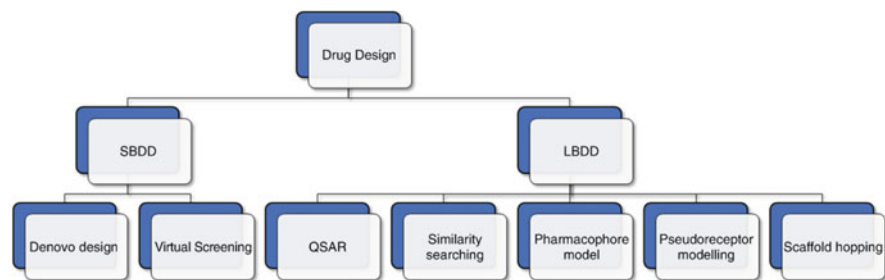 Drug Design
SBDD
LBDD
Denovo design
Virtual Screening
QSAR
Similarity
searching
Pharmacophore
model
Pseudoreceptor
modelling
Scaffold hopping